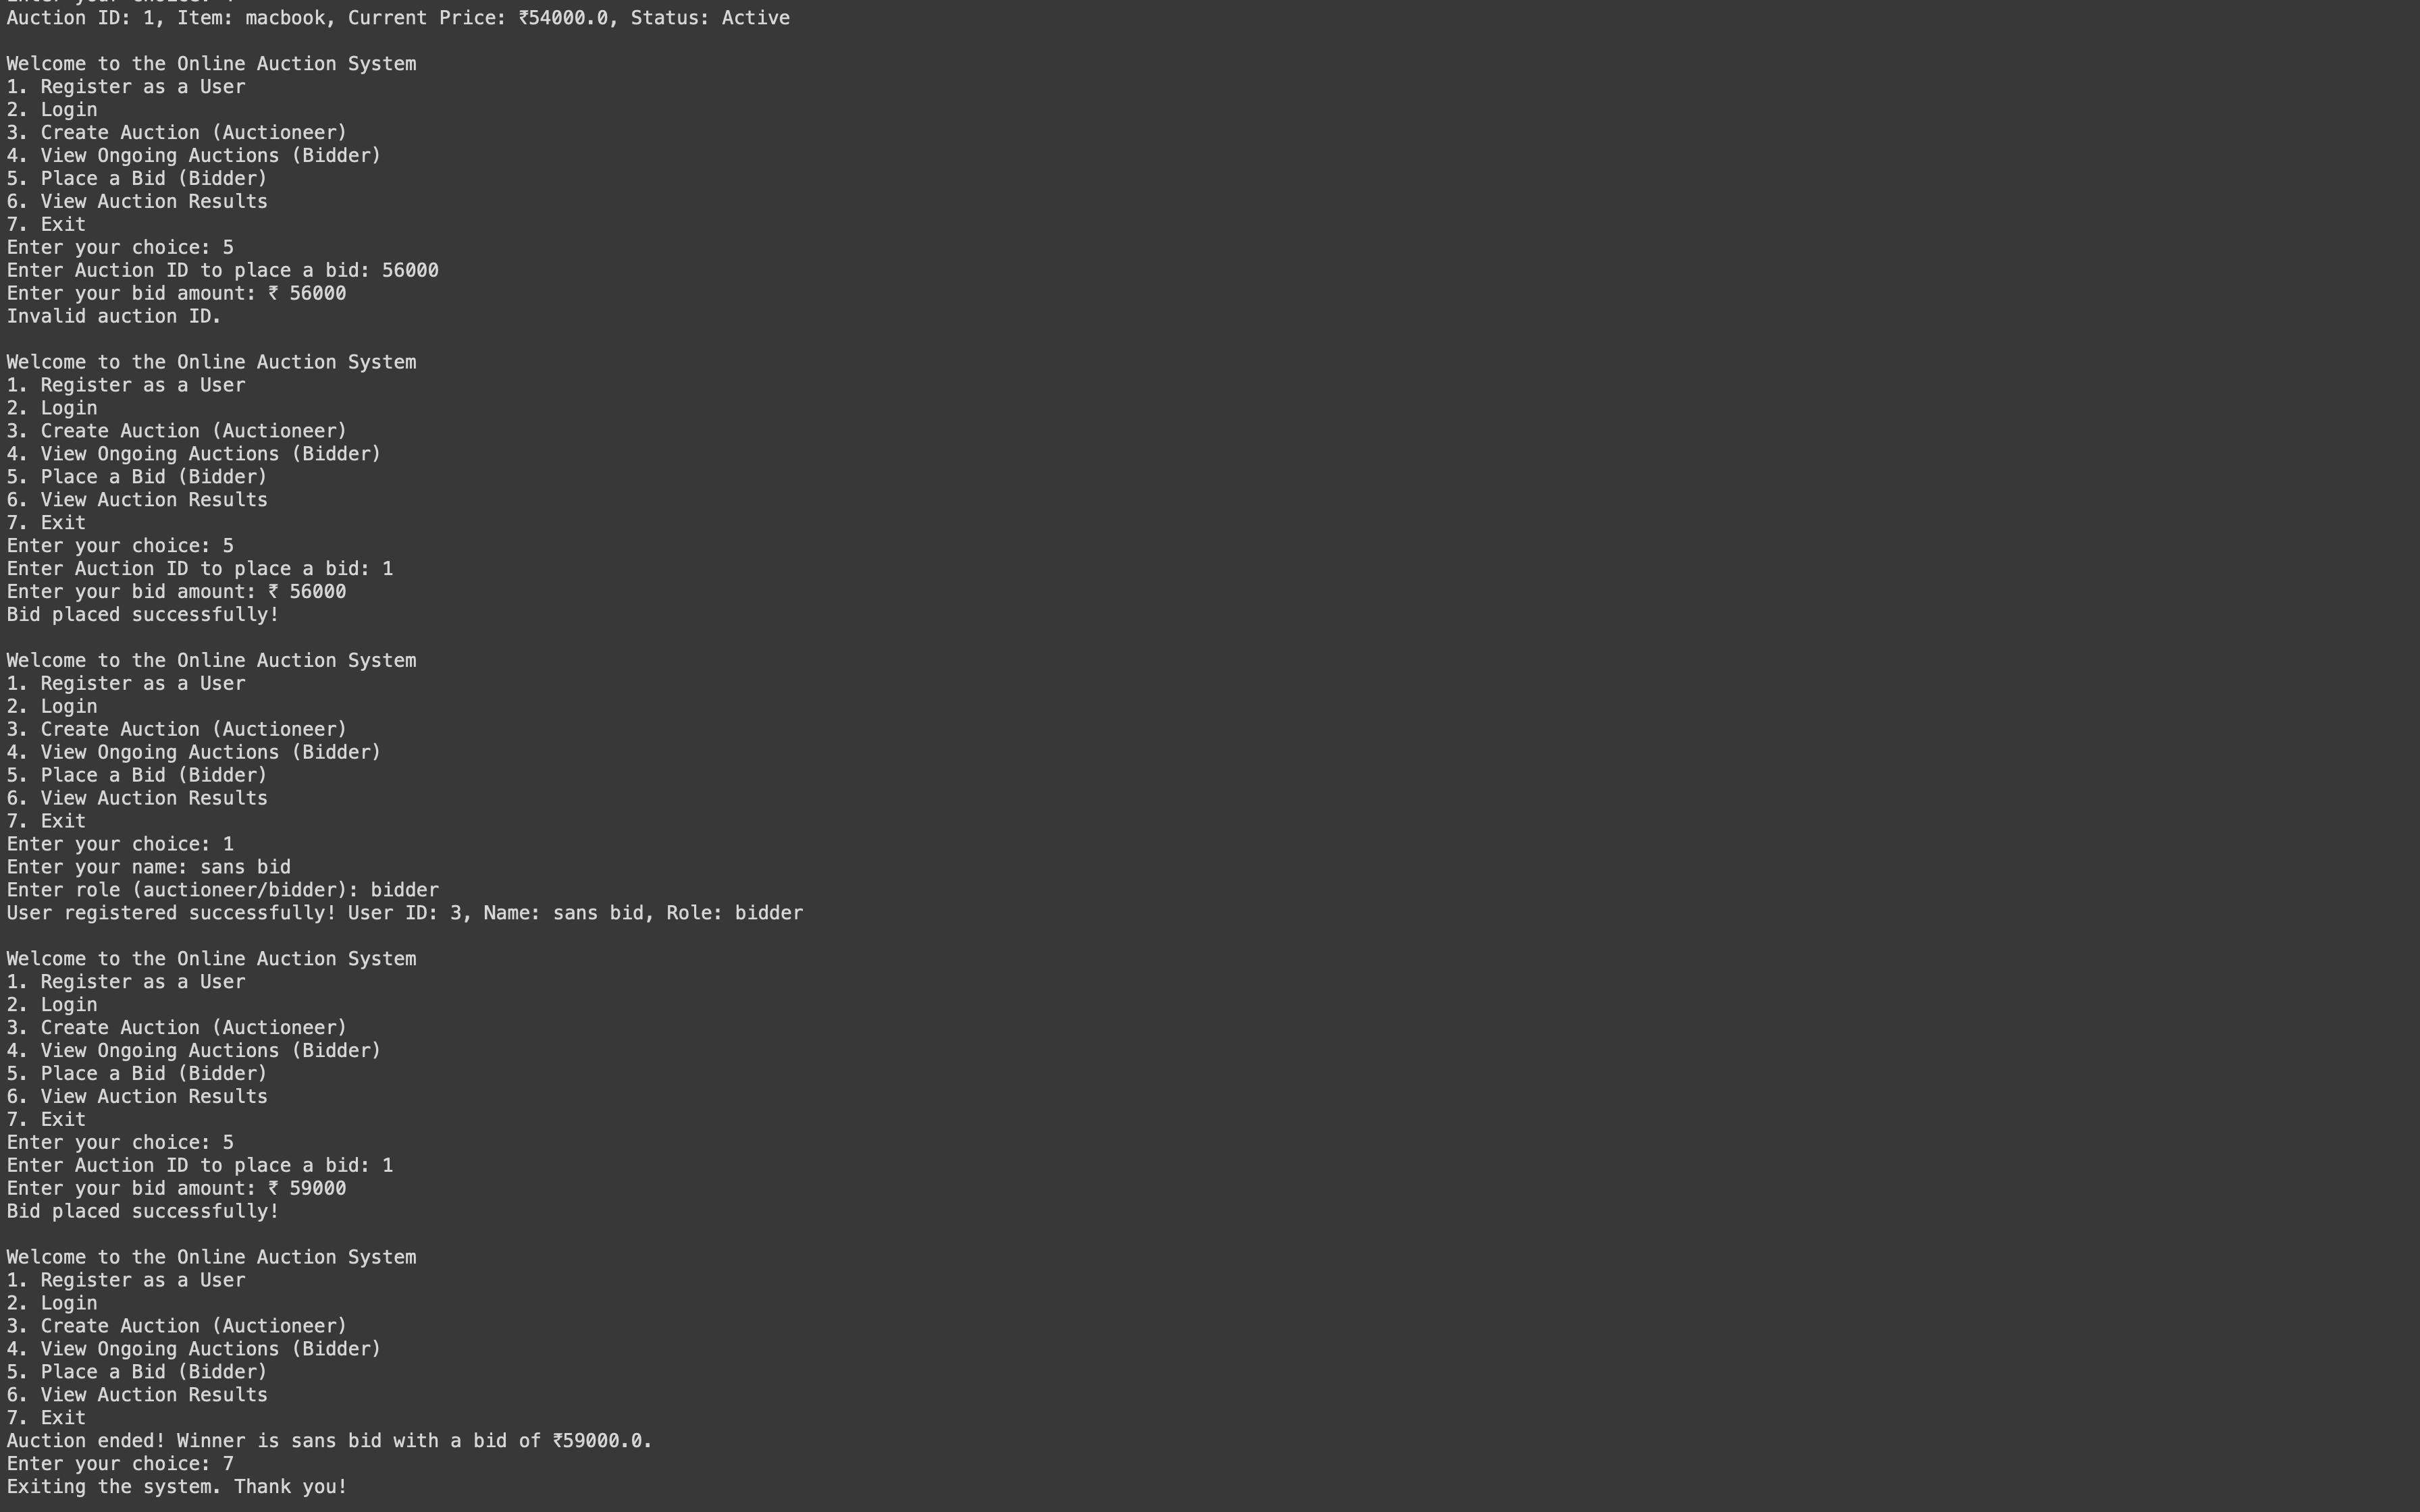 Enter your choice: 4
Auction ID: 1, Item: macbook, Current Price: ₹54000.0, Status: Active
Welcome to the Online Auction System
1. Register as a User
2. Login
3. Create Auction (Auctioneer)
4. View Ongoing Auctions (Bidder)
5. Place a Bid (Bidder)
6. View Auction Results
7. Exit
Enter your choice: 5
Enter Auction ID to place a bid: 56000
Enter your bid amount: ₹ 56000
Invalid auction ID.
Welcome to the Online Auction System
1. Register as a User
2. Login
3. Create Auction (Auctioneer)
4. View Ongoing Auctions (Bidder)
5. Place a Bid (Bidder)
6. View Auction Results
7. Exit
Enter your choice: 5
Enter Auction ID to place a bid: 1
Enter your bid amount: ₹ 56000
Bid placed successfully!
Welcome to the Online Auction System
1. Register as a User
2. Login
3. Create Auction (Auctioneer)
4. View Ongoing Auctions (Bidder)
5. Place a Bid (Bidder)
6. View Auction Results
7. Exit
Enter your choice: 1
Enter your name: sans bid
Enter role (auctioneer/bidder): bidder
User registered successfully! User ID: 3, Name: sans bid, Role: bidder
Welcome to the Online Auction System
1. Register as a User
2. Login
3. Create Auction (Auctioneer)
4. View Ongoing Auctions (Bidder)
5. Place a Bid (Bidder)
6. View Auction Results
7. Exit
Enter your choice: 5
Enter Auction ID to place a bid: 1
Enter your bid amount: ₹ 59000
Bid placed successfully!
Welcome to the Online Auction System
1. Register as a User
2. Login
3. Create Auction (Auctioneer)
4. View Ongoing Auctions (Bidder)
5. Place a Bid (Bidder)
6. View Auction Results
7. Exit
Auction ended! Winner is sans bid with a bid of ₹59000.0.
Enter your choice: 7
Exiting the system. Thank you!